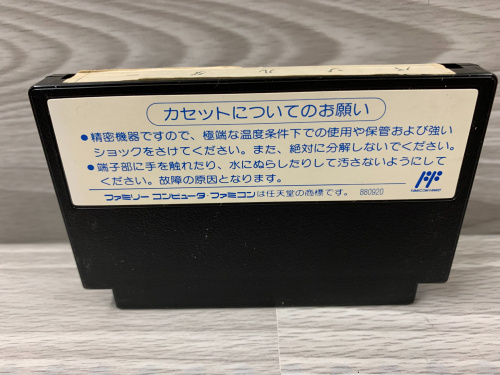 カセットについてのお願い
●精密機器ですので、極端な温度条件下での使用や保管および強い
ショックをさけてください。また、絶対に分解しないでください。
●端子部に手を触れたり、水にぬらしたりして汚さないようにして
ください。故障の原因となります。
ファミリー コンピュータ・ファミコンは任天堂の商標です。 880920
FAMICOM FAMILY